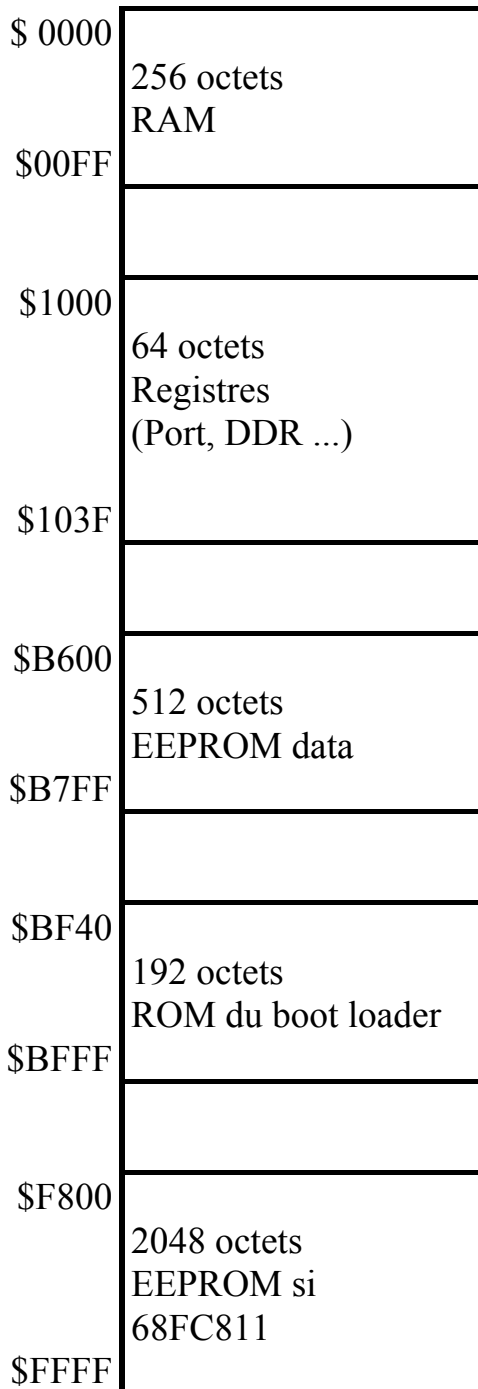 $ 0000
256 octets
RAM
$00FF
$1000
64 octets
Registres
(Port, DDR ...)
$103F
$B600
512 octets
EEPROM data
$B7FF
$BF40
192 octets
ROM du boot loader
$BFFF
$F800
2048 octets
EEPROM si
68FC811
$FFFF